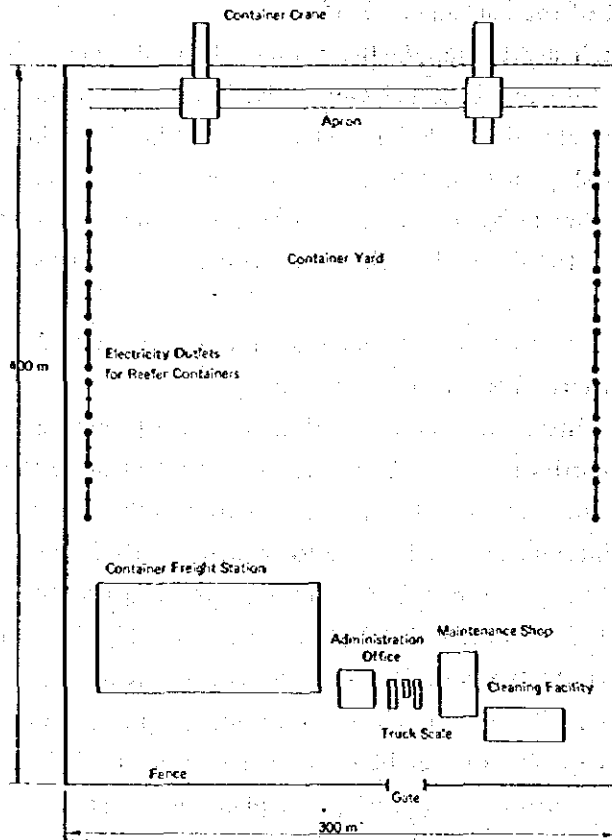 Container Crane
Apron
Container Yard
400 m
Electricity Outlets
for Reefer Containers
Container Freight Station
Administration
Office
Maintenance Shop
Cleaning Facility
Truck Scale
Fence
Gate
300 m